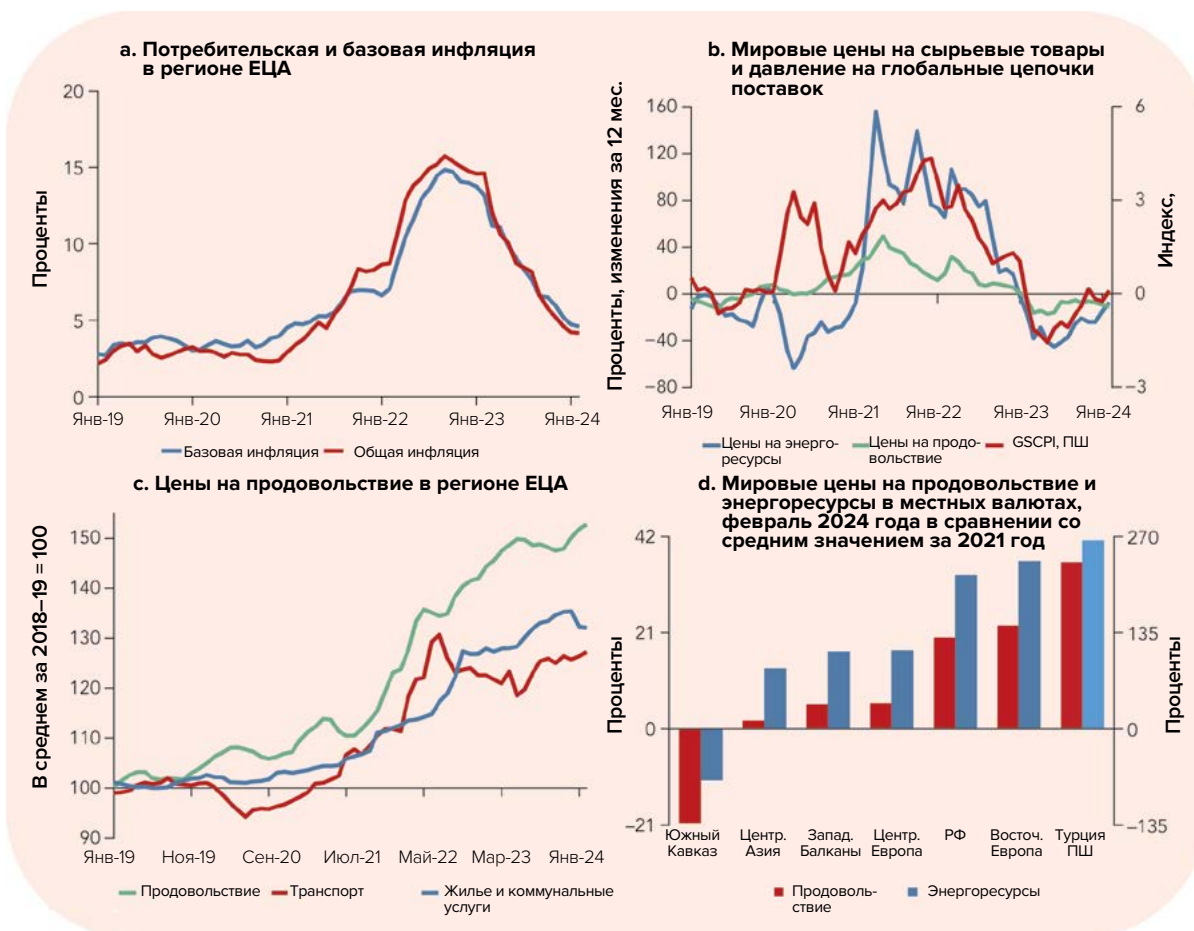 a. Потребительская и базовая инфляция
в регионе ЕЦА
Проценты
20
15
10
5
0
Янв-19 Янв-20 Янв-21 Янв-22 Янв-23 Янв-24
Базовая инфляция Общая инфляция
b. Мировые цены на сырьевые товары
и давление на глобальные цепочки
поставок
Проценты, изменения за 12 мес.
160
120
80
40
0
−40
−80
6
3
0
−3
Индекс,
Янв-19 Янв-20 Янв-21 Янв-22 Янв-23 Янв-24
Цены на энерго-
ресурсы
Цены на продо-
вольствие
GSCPI, ПШ
c. Цены на продовольствие в регионе ЕЦА
В среднем за 2018–19 = 100
150
140
130
120
110
100
90
Янв-19 Ноя-19 Сен-20 Июл-21 Май-22 Мар-23 Янв-24
Продовольствие Транспорт Жилье и коммунальные
услуги
d. Мировые цены на продовольствие и
энергоресурсы в местных валютах,
февраль 2024 года в сравнении со
средним значением за 2021 год
Проценты
42
21
0
−21
270
135
0
−135
Проценты
Южный
Кавказ
Центр.
Азия
Запад.
Балканы
Центр.
Европа
РФ
Восточ.
Европа
Турция
ПШ
Продоволь-
ствие
Энергоресурсы